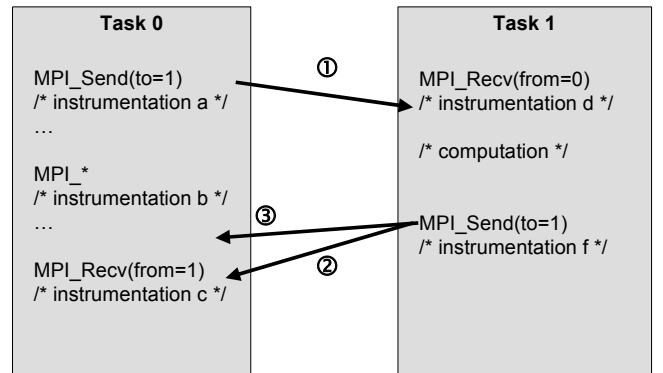 Task 0
MPI_Send(to=1)
/* instrumentation a */
…
MPI_*
/* instrumentation b */
…
MPI_Recv(from=1)
/* instrumentation c */
①
③
②
Task 1
MPI_Recv(from=0)
/* instrumentation d */
/* computation */
MPI_Send(to=1)
/* instrumentation f */